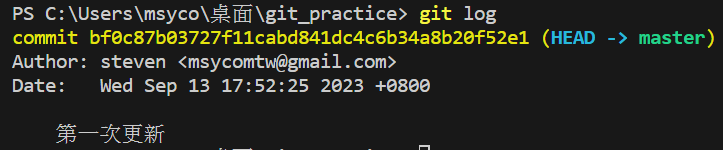 PS C:\Users\msyco\桌面\git_practice> git log
commit bf0c87b03727f11cabd841dc4c6b34a8b20f52e1 (HEAD -> master)
Author: steven <msycomtw@gmail.com>
Date:   Wed Sep 13 17:52:25 2023 +0800
第一次更新